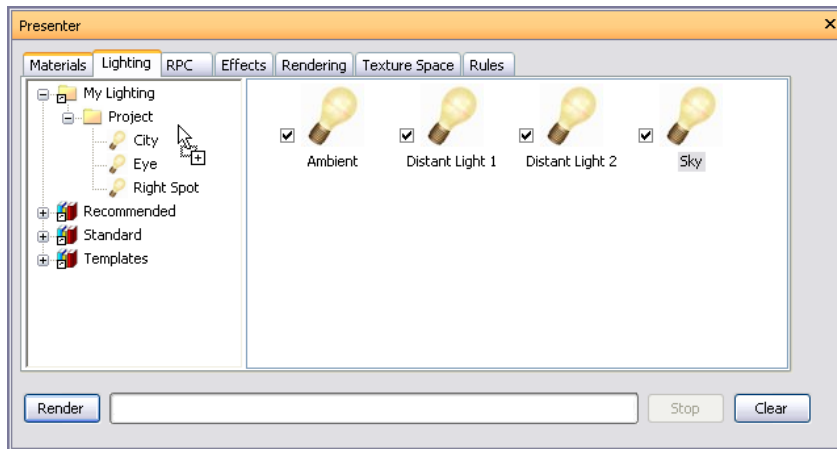 Presenter
Materials Lighting RPC Effects Rendering Texture Space Rules
My Lighting
Project
City
Eye
Right Spot
Recommended
Standard
Templates
Ambient Distant Light 1 Distant Light 2 Sky
Render Stop Clear